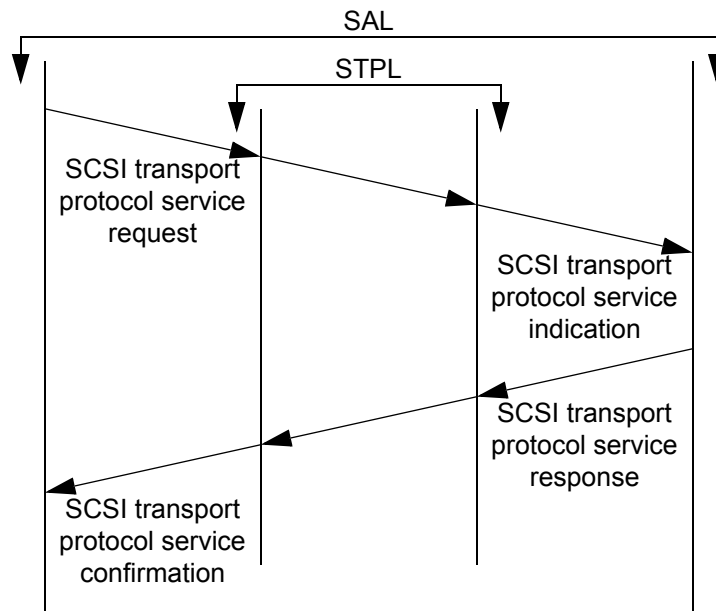 SAL
STPL
SCSI transport
protocol service
request
SCSI transport
protocol service
indication
SCSI transport
protocol service
response
SCSI transport
protocol service
confirmation